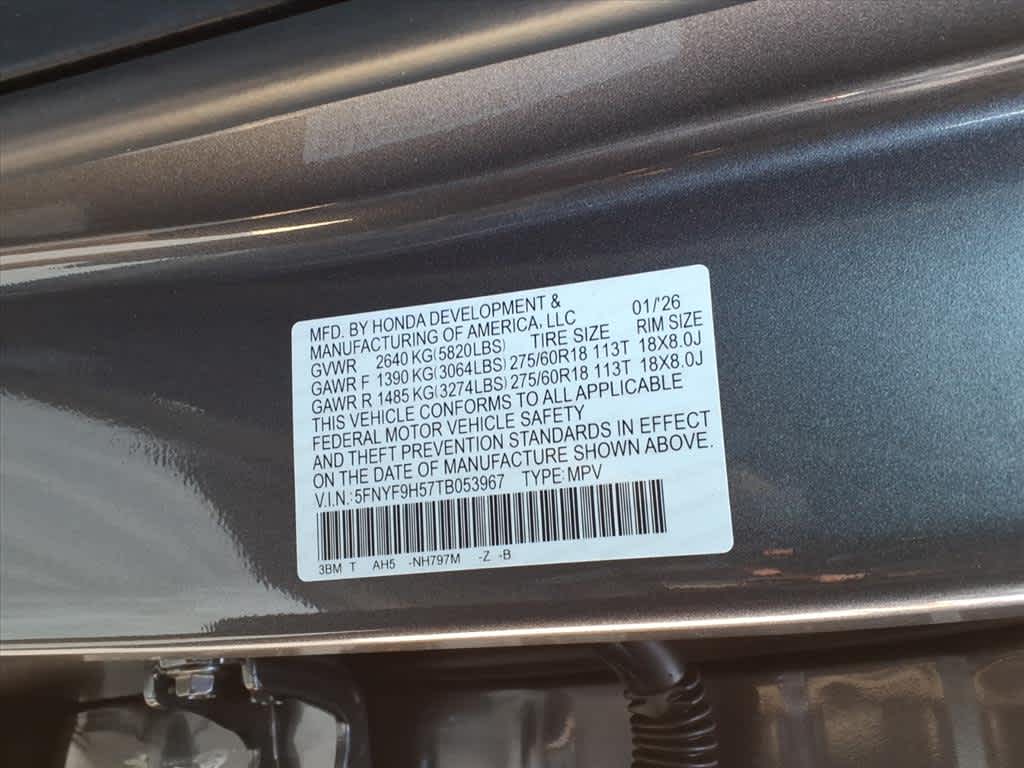 MFD. BY HONDA DEVELOPMENT & 01/'26
MANUFACTURING OF AMERICA, LLC
GVWR 2640 KG(5820LBS) TIRE SIZE RIM SIZE
GAWR F 1390 KG(3064LBS) 275/60R18 113T 18X8.0J
GAWR R 1485 KG(3274LBS) 275/60R18 113T 18X8.0J
THIS VEHICLE CONFORMS TO ALL APPLICABLE
FEDERAL MOTOR VEHICLE SAFETY
AND THEFT PREVENTION STANDARDS IN EFFECT
ON THE DATE OF MANUFACTURE SHOWN ABOVE.
V.I.N.:5FNYF9H57TB053967 TYPE:MPV
3BM T AH5 -NH797M -Z -B